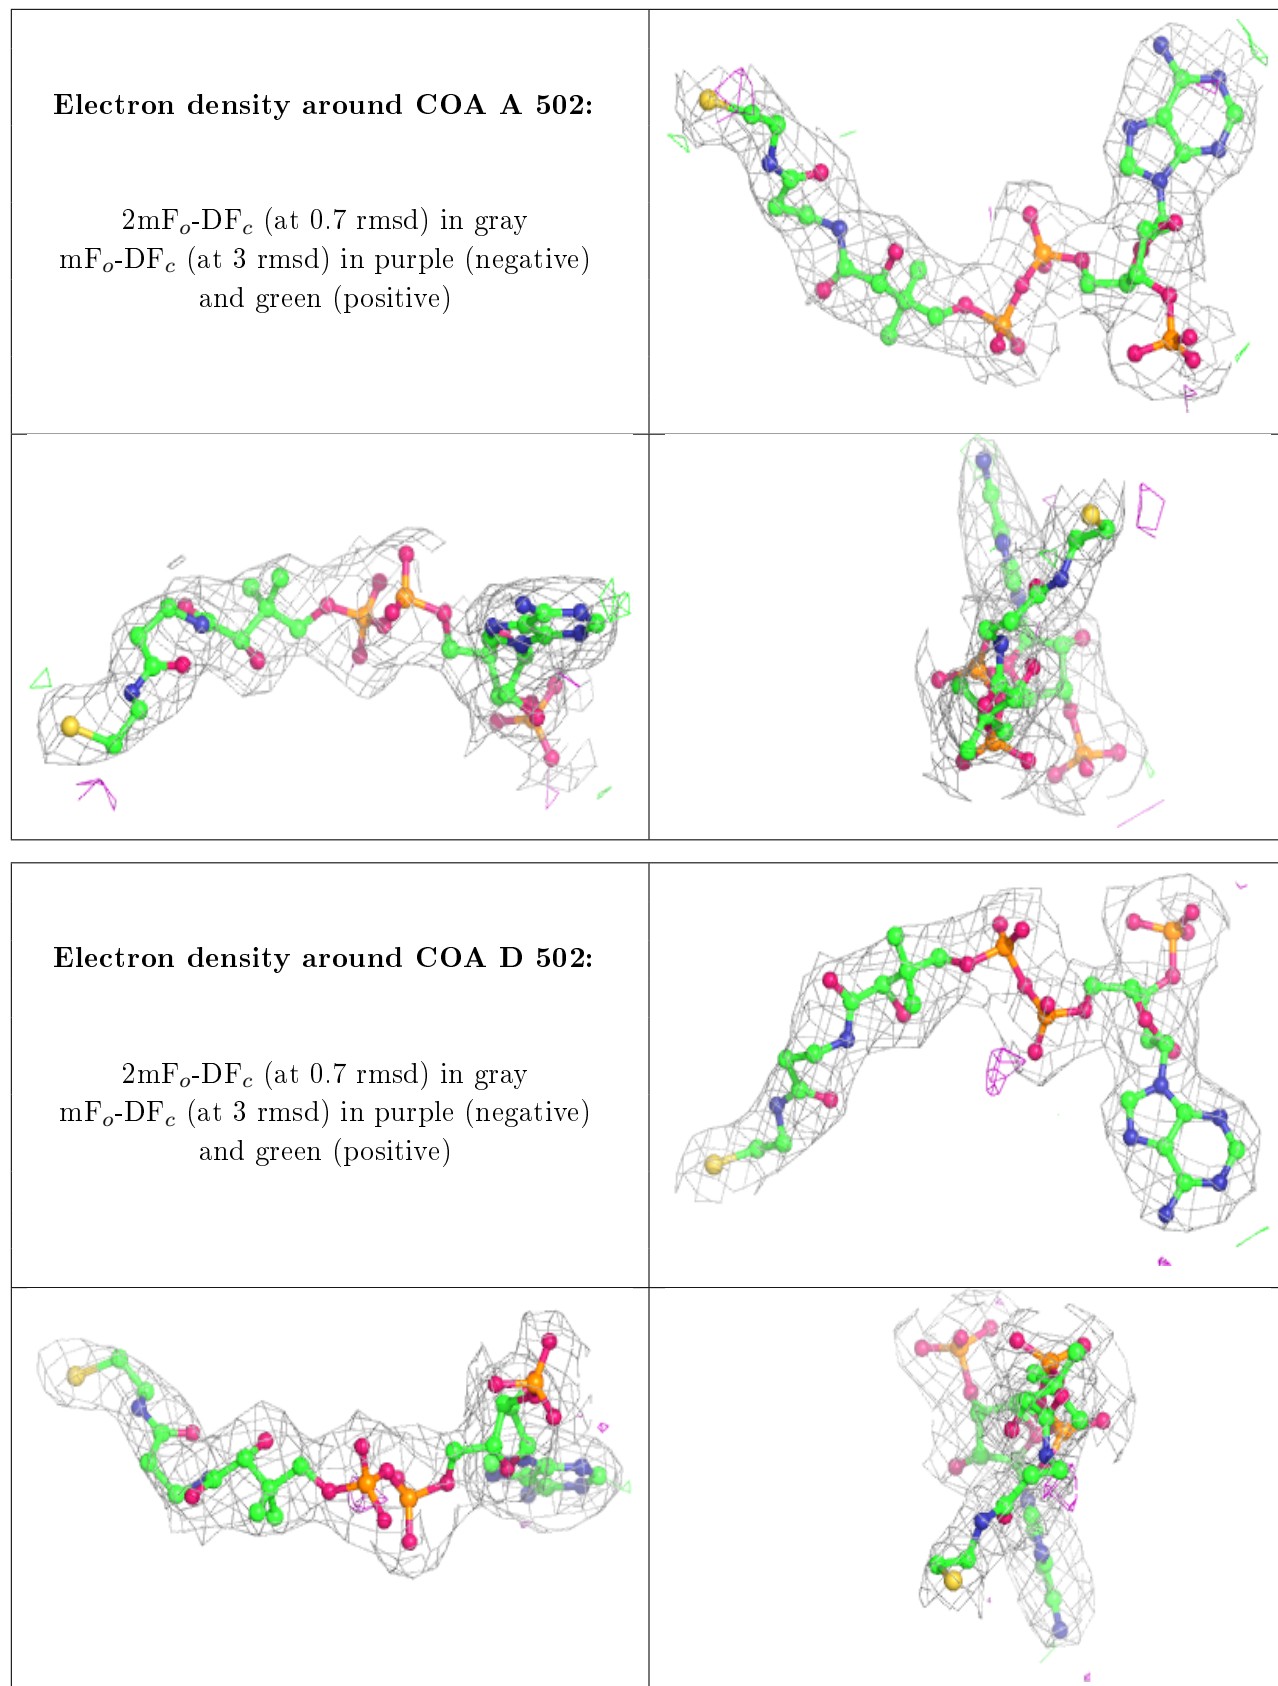 Electron density around COA A 502:
2mFo-DFc (at 0.7 rmsd) in gray
mFo-DFc (at 3 rmsd) in purple (negative)
and green (positive)
Electron density around COA D 502:
2mFo-DFc (at 0.7 rmsd) in gray
mFo-DFc (at 3 rmsd) in purple (negative)
and green (positive)